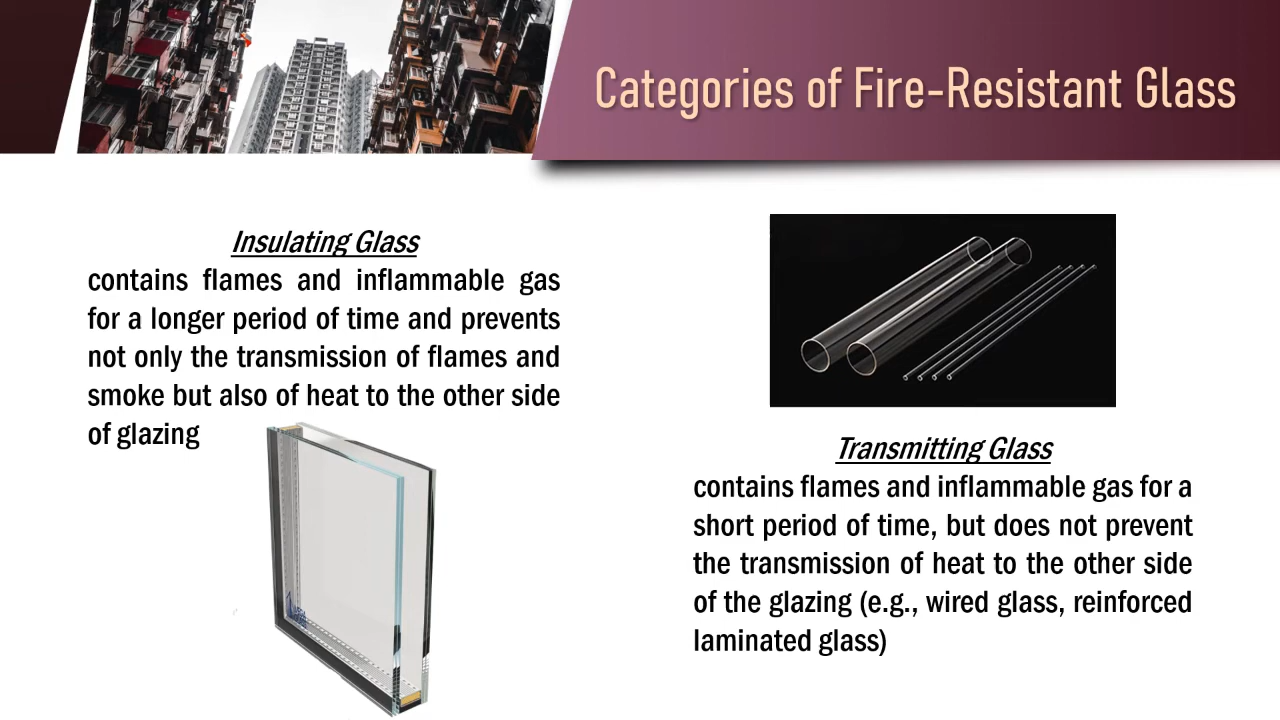 Categories of Fire-Resistant Glass
Insulating Glass
contains flames and inflammable gas
for a longer period of time and prevents
not only the transmission of flames and
smoke but also of heat to the other side
of glazing
Transmitting Glass
contains flames and inflammable gas for a
short period of time, but does not prevent
the transmission of heat to the other side
of the glazing (e.g., wired glass, reinforced
laminated glass)